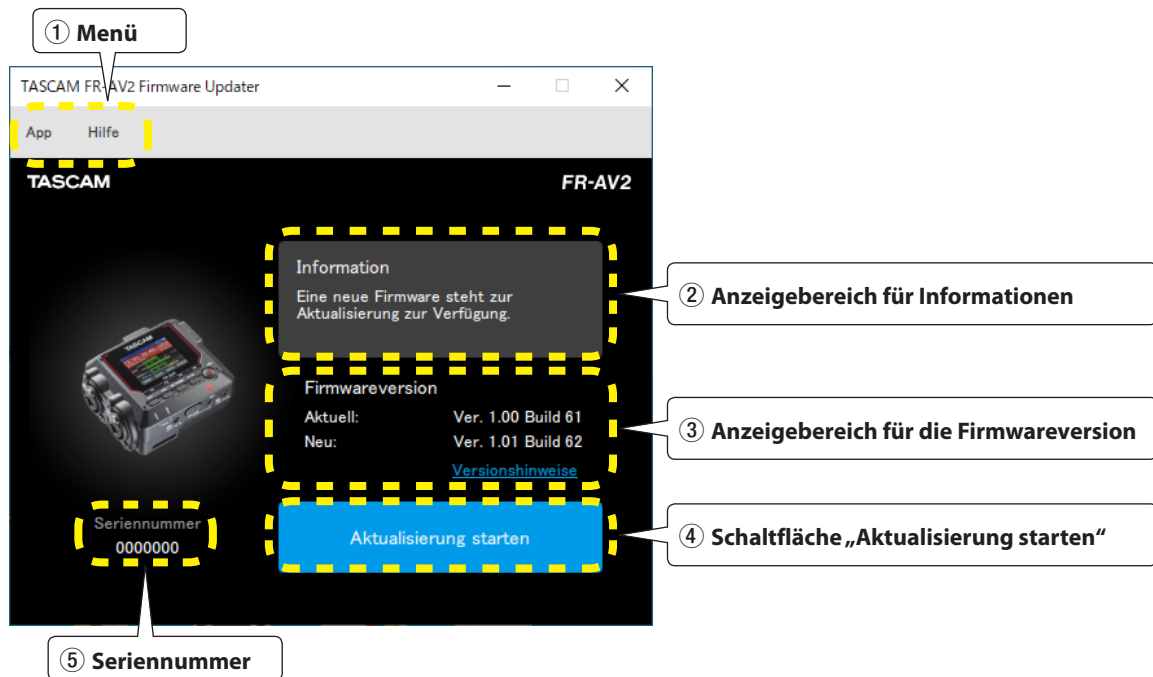 ① Menü
TASCAM FR-AV2 Firmware Updater
App Hilfe
TASCAM FR-AV2
Information
Eine neue Firmware steht zur
Aktualisierung zur Verfügung.
② Anzeigebereich für Informationen
Firmwareversion
Aktuell: Ver. 1.00 Build 61
Neu: Ver. 1.01 Build 62
Versionshinweise
③ Anzeigebereich für die Firmwareversion
Seriennummer
0000000
Aktualisierung starten
④ Schaltfläche „Aktualisierung starten“
⑤ Seriennummer